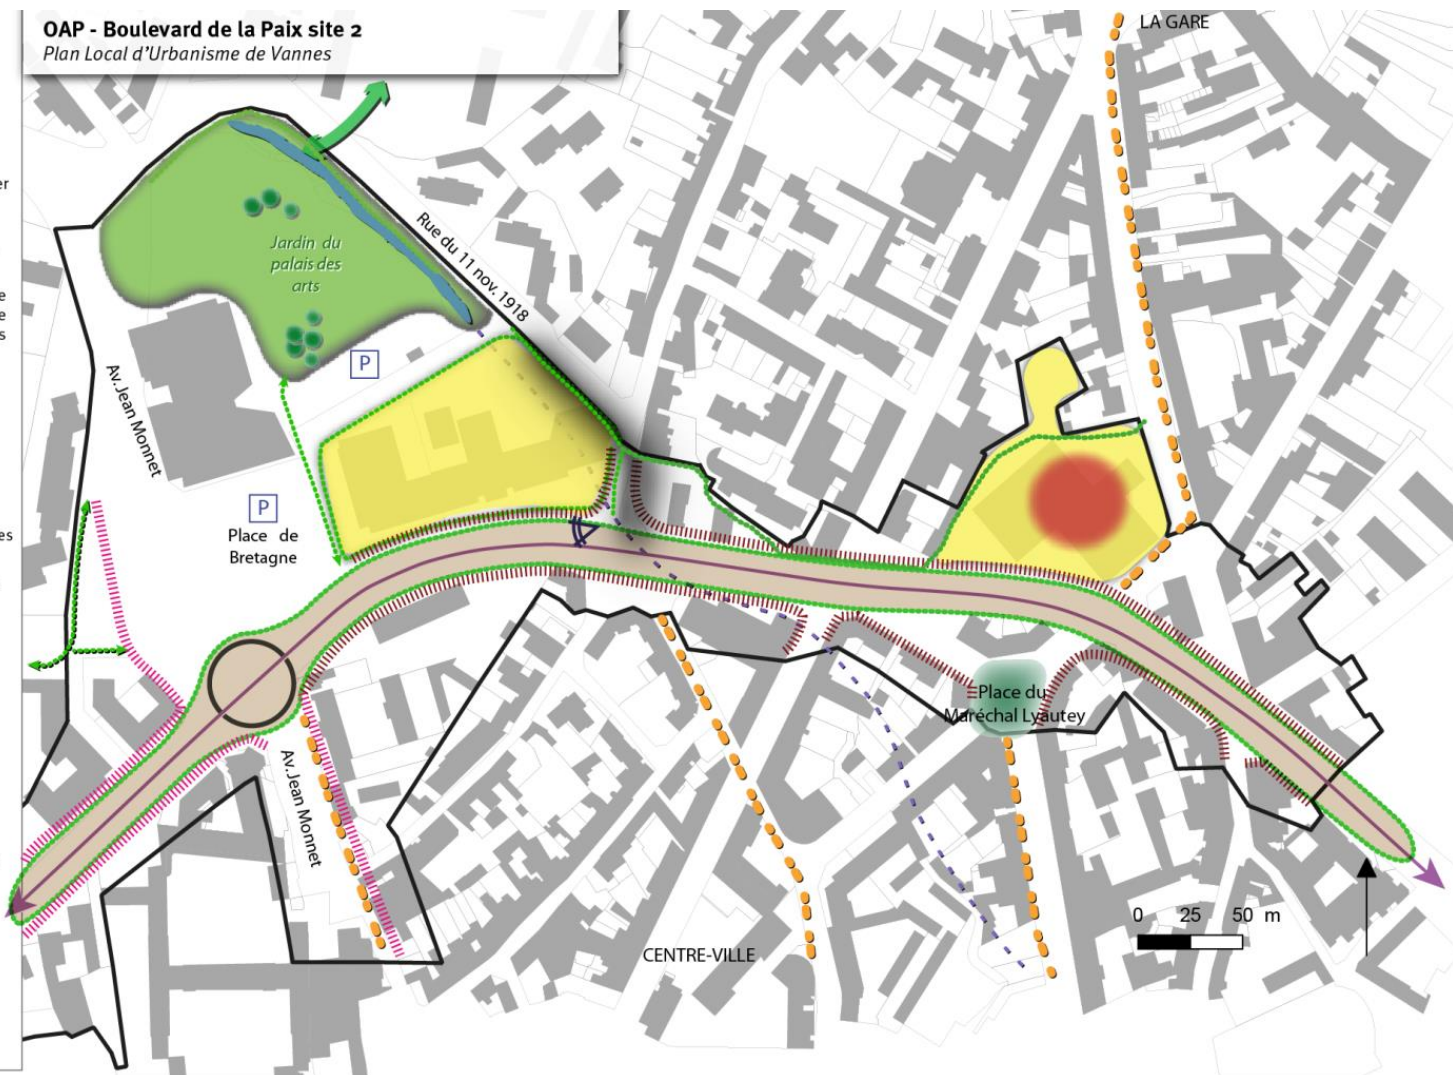 OAP - Boulevard de la Paix site 2
Plan Local d'Urbanisme de Vannes
LA GARE
er
Rue du 11 nov. 1918
Jardin du
palais des
arts
e
e
s
P
Av. Jean Monnet
P
Place de
Bretagne
es
Place du
Maréchal Lyautey
Av. Jean Monnet
0 25 50 m
CENTRE-VILLE